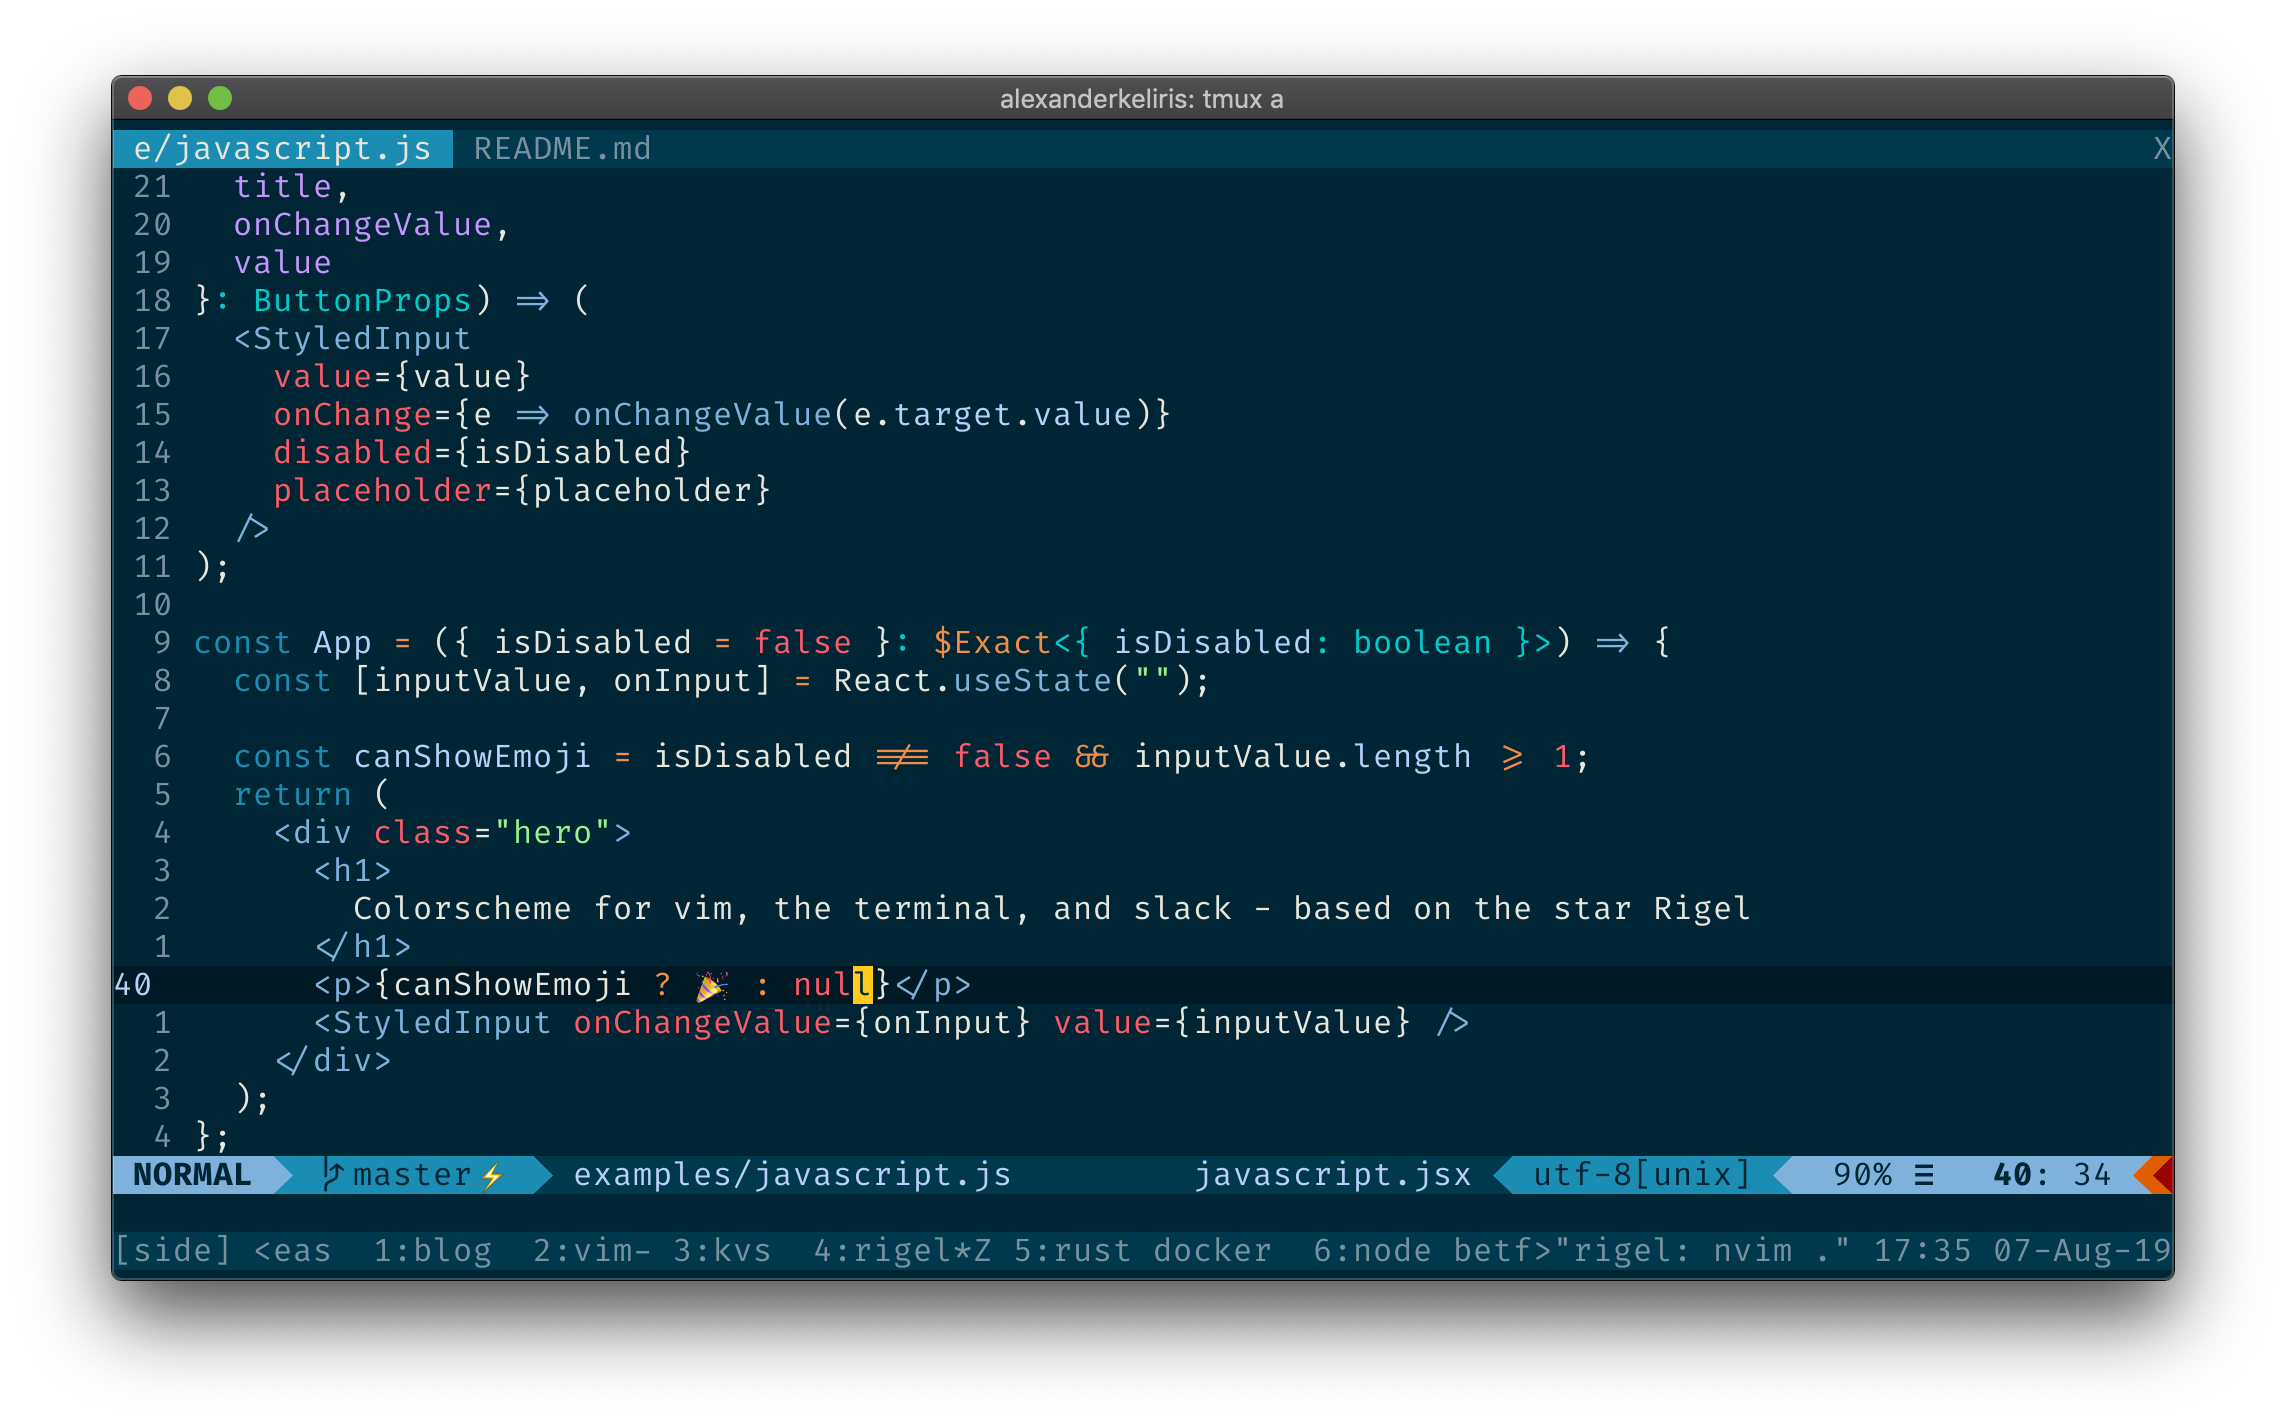 alexanderkeliris: tmux a
e/javascript.js README.md X
21   title,
20   onChangeValue,
19   value
18 }: ButtonProps) => (
17   <StyledInput
16     value={value}
15     onChange={e => onChangeValue(e.target.value)}
14     disabled={isDisabled}
13     placeholder={placeholder}
12   />
11 );
10
9 const App = ({ isDisabled = false }: $Exact<{ isDisabled: boolean }>) => {
8   const [inputValue, onInput] = React.useState("");
7
6   const canShowEmoji = isDisabled !== false && inputValue.length >= 1;
5   return (
4     <div class="hero">
3       <h1>
2         Colorscheme for vim, the terminal, and slack - based on the star Rigel
1       </h1>
40       <p>{canShowEmoji ? 🎉 : null}</p>
1       <StyledInput onChangeValue={onInput} value={inputValue} />
2     </div>
3   );
4 };
NORMAL master⚡ examples/javascript.js javascript.jsx utf-8[unix] 90% ☰ 40: 34
[side] <eas 1:blog 2:vim- 3:kvs 4:rigel*Z 5:rust docker 6:node betf>"rigel: nvim ." 17:35 07-Aug-19